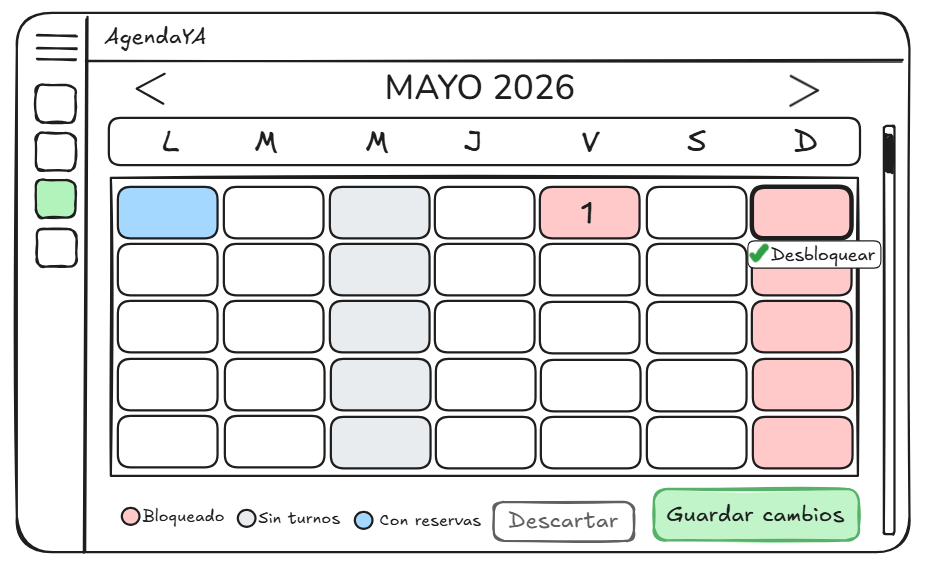 AgendaYA
MAYO 2026
L M M J V S D
1
Desbloquear
Bloqueado Sin turnos Con reservas Descartar Guardar cambios